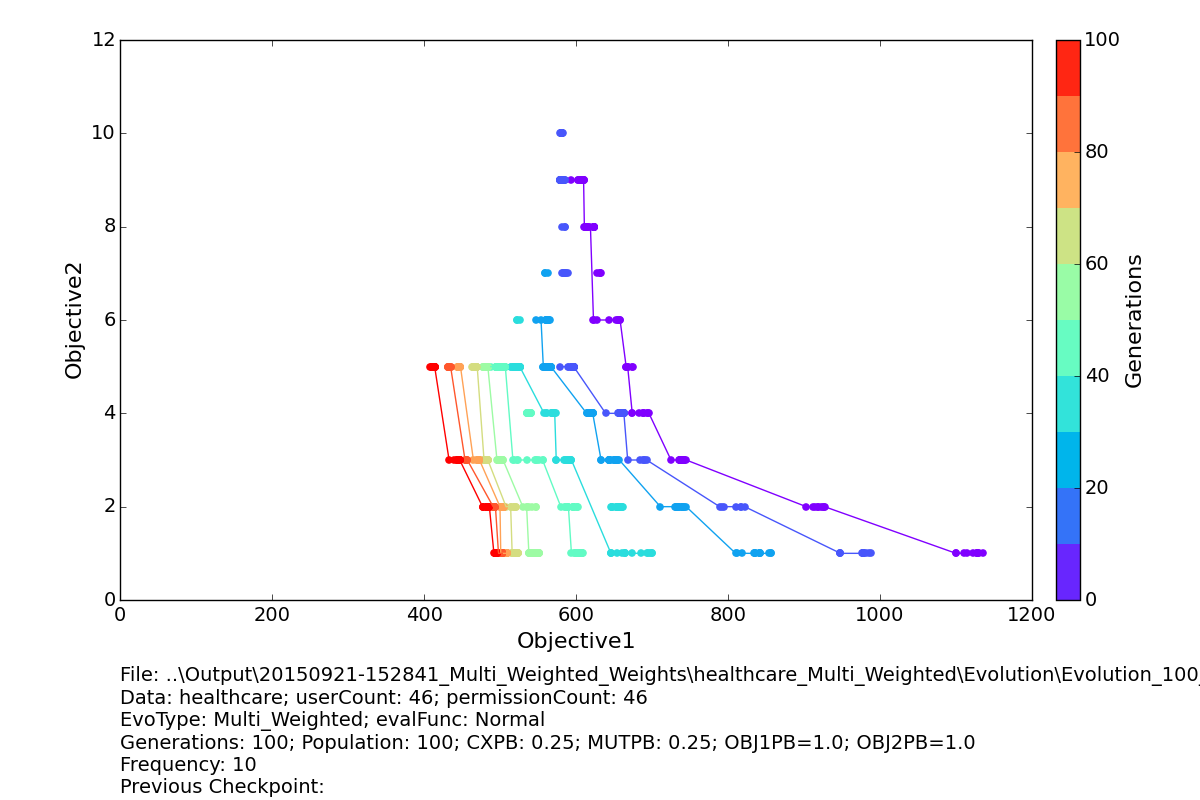 12
10
8
6
4
2
0
Objective2
0 200 400 600 800 1000 1200
Objective1
100
80
60
40
20
0
Generations
File: ..\Output\20150921-152841_Multi_Weighted_Weights\healthcare_Multi_Weighted\Evolution\Evolution_100_
Data: healthcare; userCount: 46; permissionCount: 46
EvoType: Multi_Weighted; evalFunc: Normal
Generations: 100; Population: 100; CXPB: 0.25; MUTPB: 0.25; OBJ1PB=1.0; OBJ2PB=1.0
Frequency: 10
Previous Checkpoint: